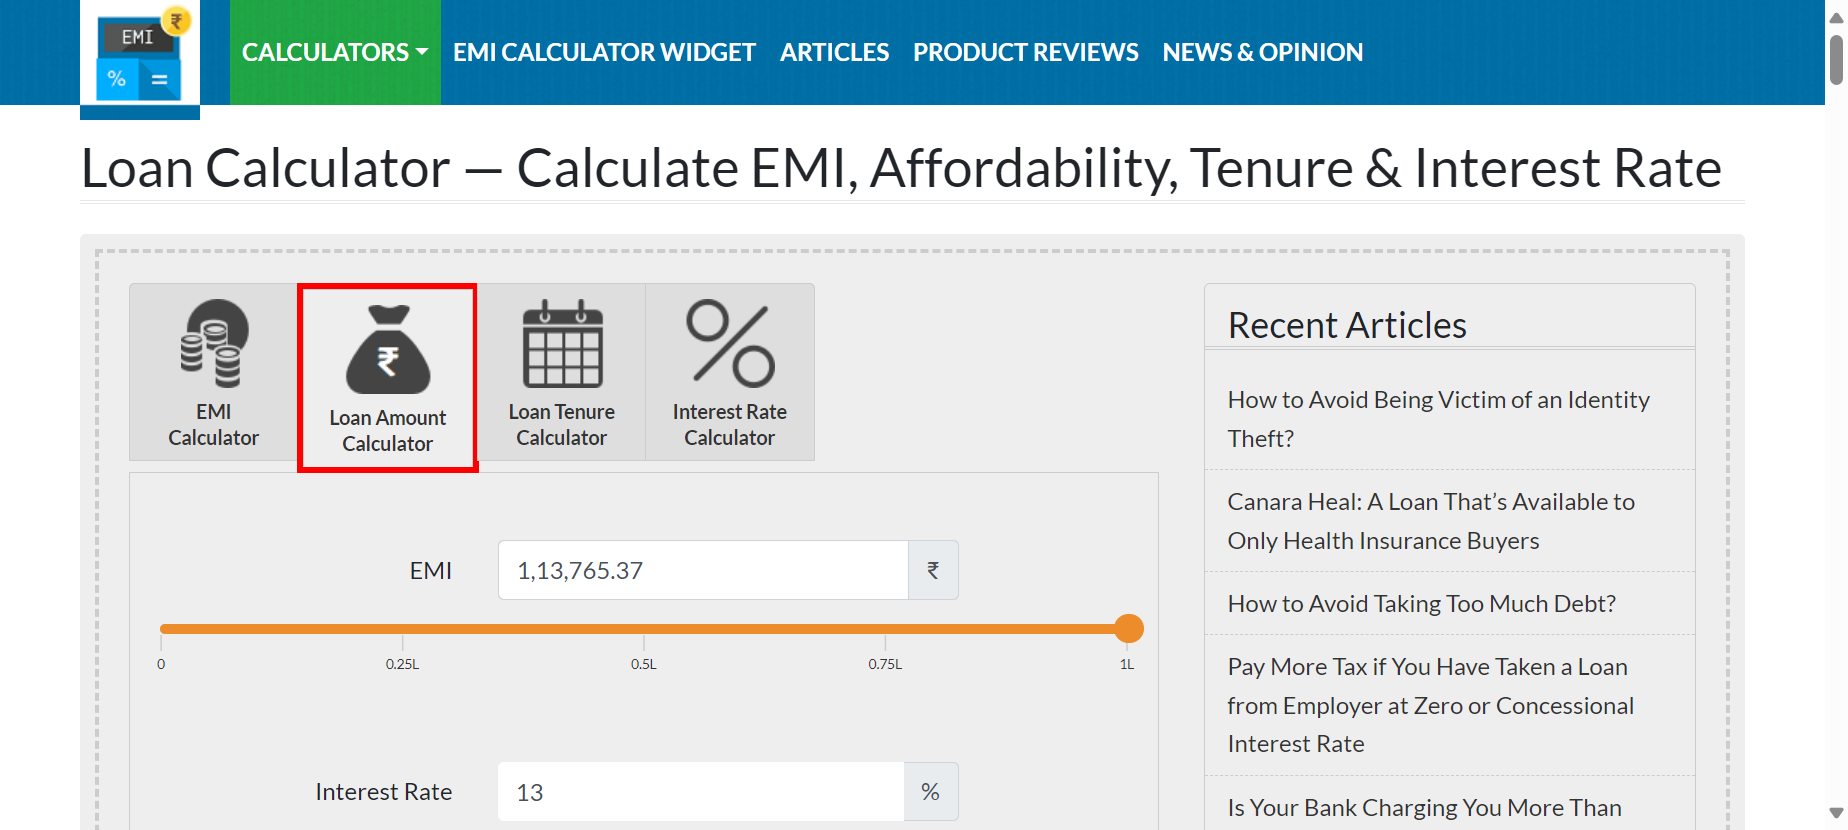 EMI
₹
%
=
CALCULATORS
EMI CALCULATOR WIDGET
ARTICLES
PRODUCT REVIEWS
NEWS & OPINION
Loan Calculator — Calculate EMI, Affordability, Tenure & Interest Rate
EMI
Calculator
₹
Loan Amount
Calculator
Loan Tenure
Calculator
Interest Rate
Calculator
EMI
1,13,765.37
₹
0
0.25L
0.5L
0.75L
1L
Interest Rate
13
%
Recent Articles
How to Avoid Being Victim of an Identity
Theft?
Canara Heal: A Loan That’s Available to
Only Health Insurance Buyers
How to Avoid Taking Too Much Debt?
Pay More Tax if You Have Taken a Loan
from Employer at Zero or Concessional
Interest Rate
Is Your Bank Charging You More Than